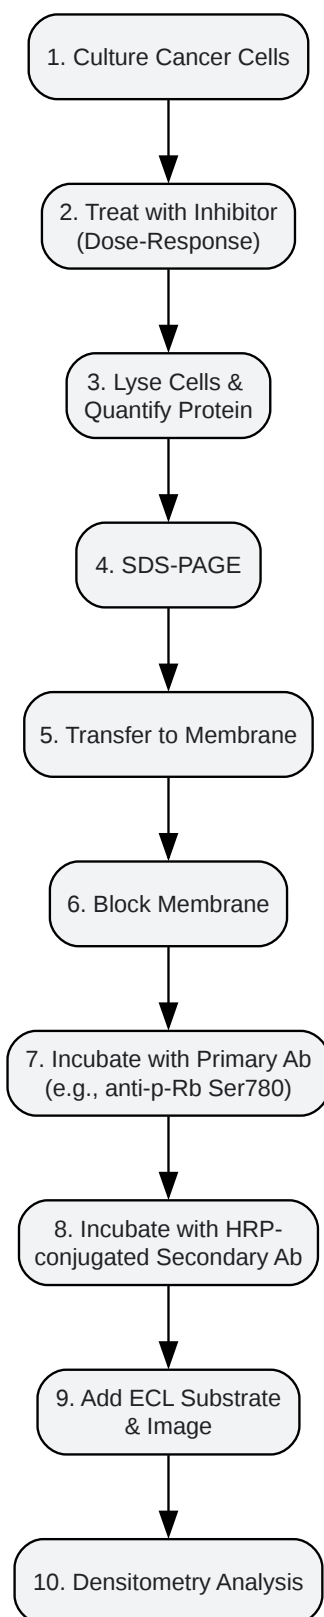 1. Culture Cancer Cells
2. Treat with Inhibitor
(Dose-Response)
3. Lyse Cells &
Quantify Protein
4. SDS-PAGE
5. Transfer to Membrane
6. Block Membrane
7. Incubate with Primary Ab
(e.g., anti-p-Rb Ser780)
8. Incubate with HRP-
conjugated Secondary Ab
9. Add ECL Substrate
& Image
10. Densitometry Analysis